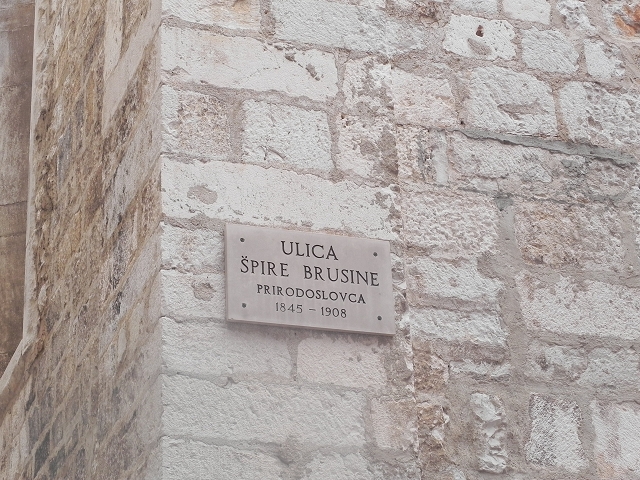 ULICA
ŠPIRE BRUSINE
PRIRODOSLOVCA
1845 – 1908